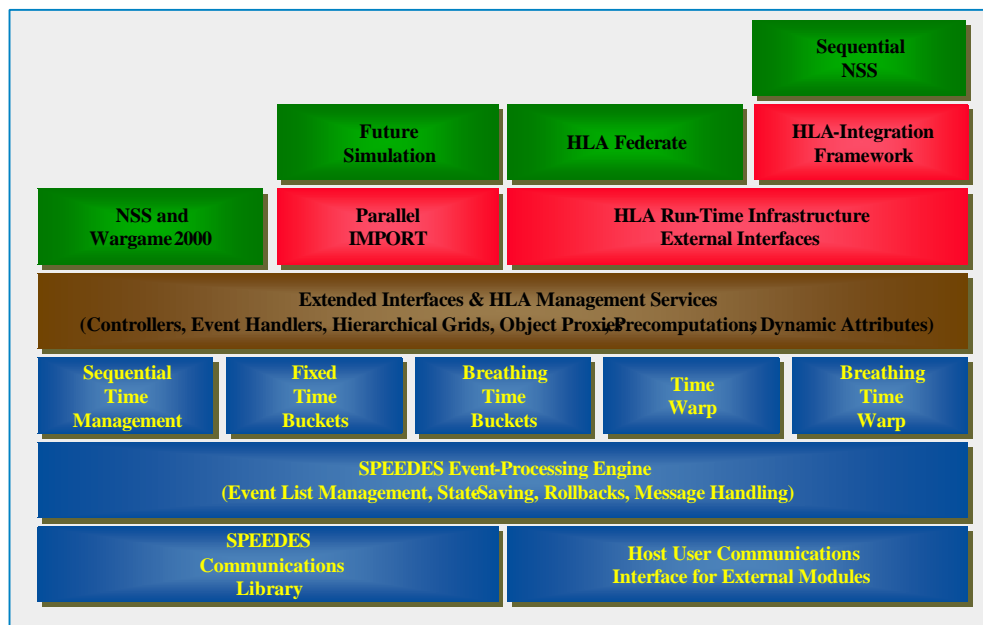 Sequential
NSS
Future
Simulation
HLA Federate
HLA-Integration
Framework
NSS and
Wargame 2000
Parallel
IMPORT
HLA Run-Time Infrastructure
External Interfaces
Extended Interfaces & HLA Management Services
(Controllers, Event Handlers, Hierarchical Grids, Object Proxies, Precomputations, Dynamic Attributes)
Sequential
Time
Management
Fixed
Time
Buckets
Breathing
Time
Buckets
Time
Warp
Breathing
Time
Warp
SPEEDES Event-Processing Engine
(Event List Management, State Saving, Rollbacks, Message Handling)
SPEEDES
Communications
Library
Host User Communications
Interface for External Modules